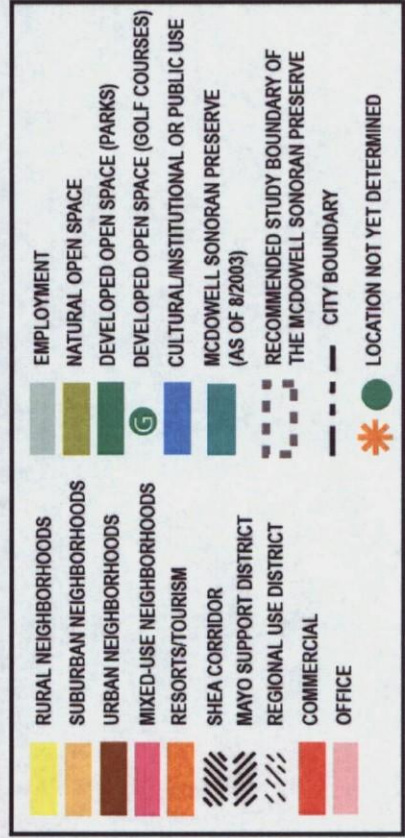 RURAL NEIGHBORHOODS
SUBURBAN NEIGHBORHOODS
URBAN NEIGHBORHOODS
MIXED-USE NEIGHBORHOODS
RESORTS/TOURISM
SHEA CORRIDOR
MAYO SUPPORT DISTRICT
REGIONAL USE DISTRICT
COMMERCIAL
OFFICE
EMPLOYMENT
NATURAL OPEN SPACE
DEVELOPED OPEN SPACE (PARKS)
G DEVELOPED OPEN SPACE (GOLF COURSES)
CULTURAL/INSTITUTIONAL OR PUBLIC USE
MCDOWELL SONORAN PRESERVE
(AS OF 8/2003)
RECOMMENDED STUDY BOUNDARY OF
THE MCDOWELL SONORAN PRESERVE
CITY BOUNDARY
LOCATION NOT YET DETERMINED